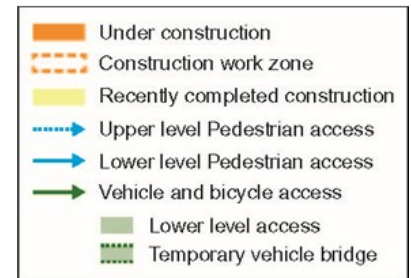 Under construction
Construction work zone
Recently completed construction
Upper level Pedestrian access
Lower level Pedestrian access
Vehicle and bicycle access
Lower level access
Temporary vehicle bridge